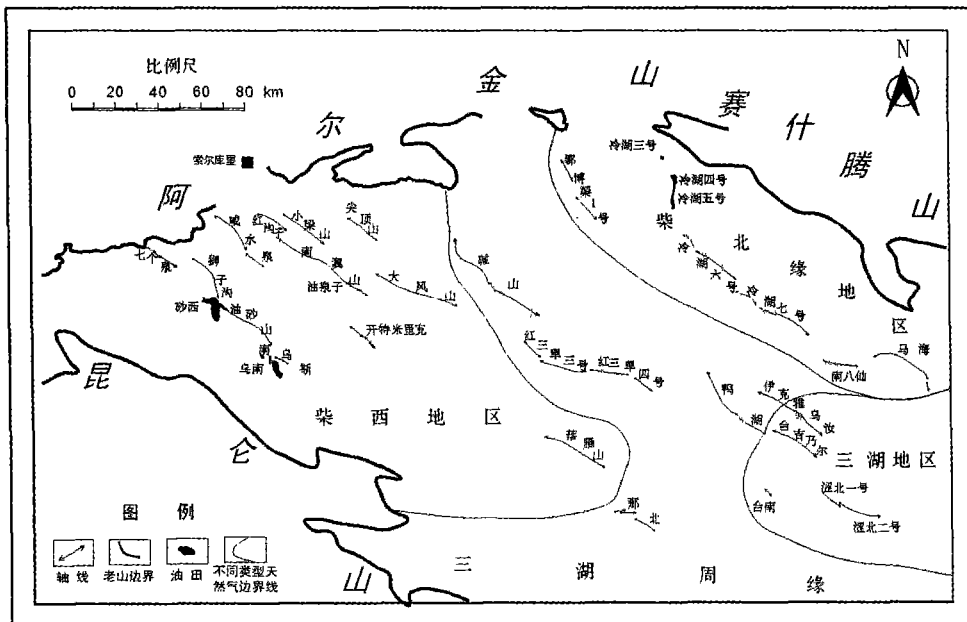 比例尺
0 20 40 60 80 km
N
阿 尔 金 山
赛 什 腾 山
昆 仑 山
索尔库里
冷湖三号
冷湖四号
冷湖五号
鄂博梁1号
柴北缘地区
冷湖六号
冷湖七号
马海
南八仙
咸水泉
红沟子
小梁山
尖顶山
南翼山
七个泉
狮子沟
油泉子
大风山
碱山
砂西
油砂山
开特米里克
乌南
红三旱三号
红三旱四号
鸭湖
伊克雅乌汝
台吉乃尔
柴西地区
三湖地区
涩北一号
涩北二号
台南
那北
三湖周缘
图 例
轴线
老山边界
油田
不同类型天
然气边界线